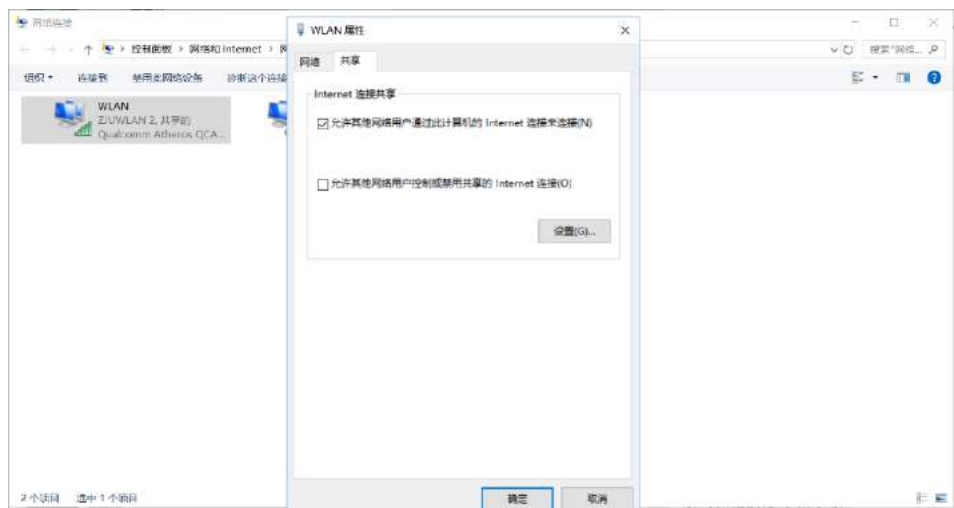 网络连接
控制面板 > 网络和 Internet >
搜索"网络...
组织 连接到 禁用此网络设备 诊断这个连接
WLAN
ZJUWLAN 2, 共享的
Qualcomm Atheros QCA...
WLAN 属性
网络 共享
Internet 连接共享
允许其他网络用户通过此计算机的 Internet 连接来连接(N)
允许其他网络用户控制或禁用共享的 Internet 连接(O)
设置(G)...
确定 取消
2 个项目 选中 1 个项目